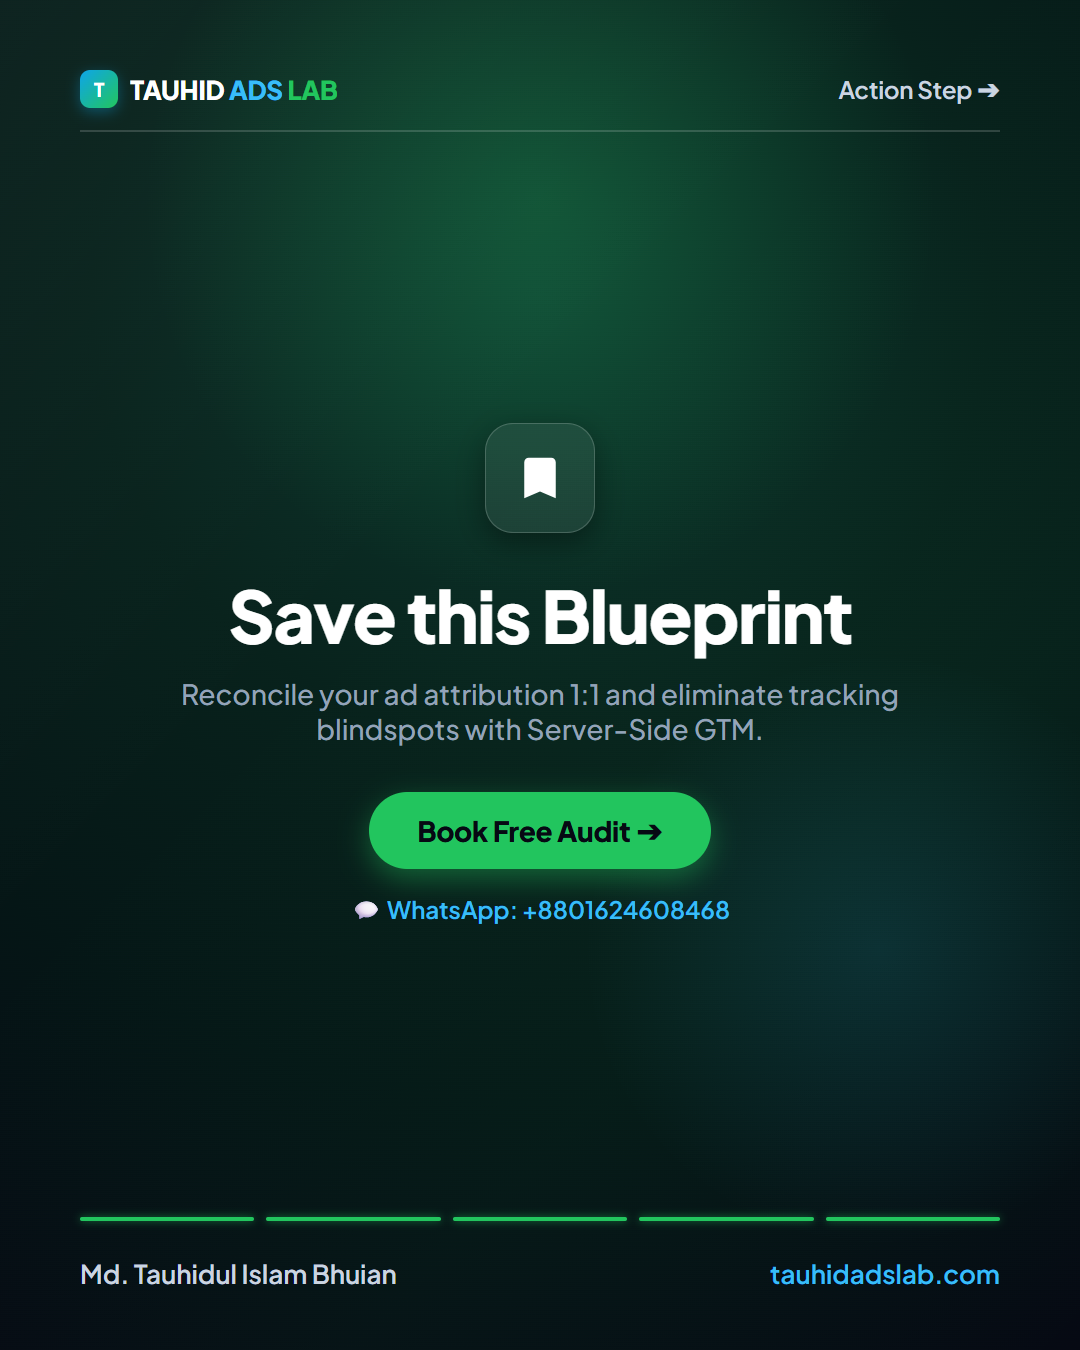 T TAUHID ADS LAB
Action Step ➔
Save this Blueprint
Reconcile your ad attribution 1:1 and eliminate tracking
blindspots with Server-Side GTM.
Book Free Audit ➔
💬 WhatsApp: +8801624608468
Md. Tauhidul Islam Bhuian
tauhidadslab.com